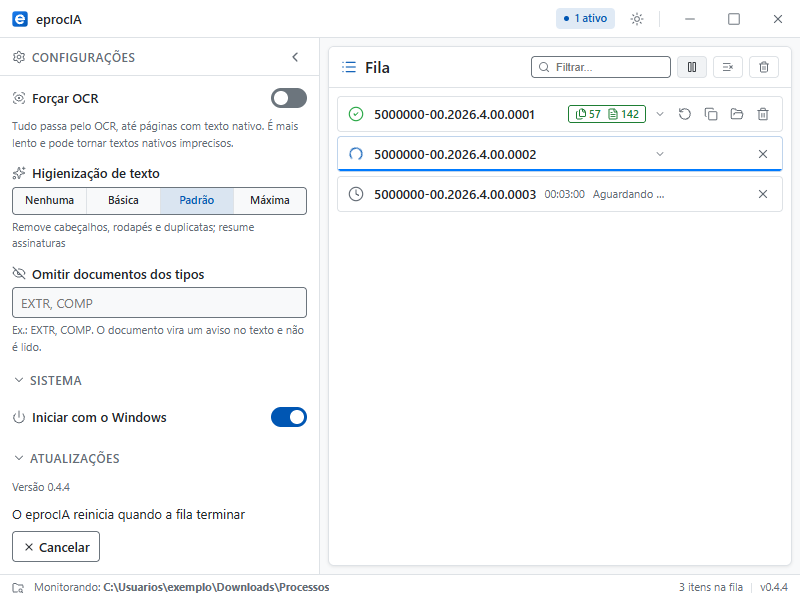 eprocIA
1 ativo
CONFIGURAÇÕES
Forçar OCR
Tudo passa pelo OCR, até páginas com texto nativo. É mais
lento e pode tornar textos nativos imprecisos.
Higienização de texto
Nenhuma Básica Padrão Máxima
Remove cabeçalhos, rodapés e duplicatas; resume
assinaturas
Omitir documentos dos tipos
EXTR, COMP
Ex.: EXTR, COMP. O documento vira um aviso no texto e não
é lido.
SISTEMA
Iniciar com o Windows
ATUALIZAÇÕES
Versão 0.4.4
O eprocIA reinicia quando a fila terminar
Cancelar
Fila
Filtrar...
5000000-00.2026.4.00.0001 57 142
5000000-00.2026.4.00.0002
5000000-00.2026.4.00.0003 00:03:00 Aguardando ...
Monitorando: C:\Usuarios\exemplo\Downloads\Processos
3 itens na fila v0.4.4